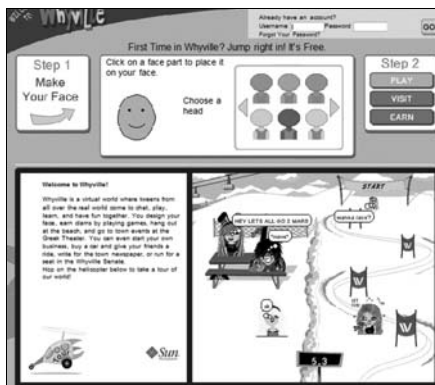 Whyville
Already have an account?
Username:) Password GO
Forgot Your Password?
First Time in Whyville? Jump right in! It's Free.
Step 1
Make
Your Face
Click on a face part to place it
on your face.
Choose a
head
Step 2
PLAY
VISIT
EARN
Welcome to Whyville!
Whyville is a virtual world where tweens from
all over the real world come to chat, play,
learn, and have fun together. You design your
face, earn clams by playing games, hang out
at the beach, and go to town events at the
Greek Theater. You can even start your own
business, buy a car and give your friends a
ride, write for the town newspaper, or run for a
seat in the Whyville Senate.
Hop on the helicopter below to take a tour of
our world!
Sun
START
HEY LETS ALL GO 2 MARS
wanna race?
5.3